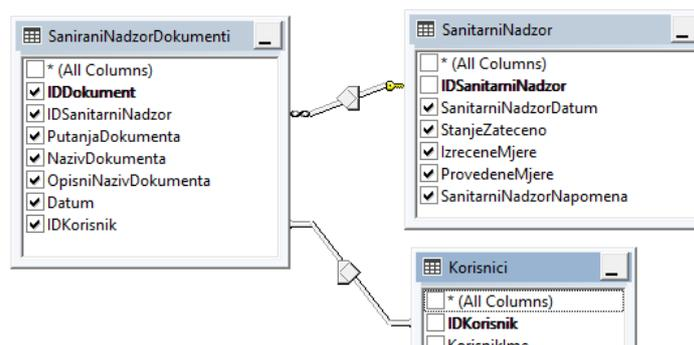 SaniraniNadzorDokumenti
* (All Columns)
IDDokument
IDSanitarniNadzor
PutanjaDokumenta
NazivDokumenta
OpisniNazivDokumenta
Datum
IDKorisnik
SanitarniNadzor
* (All Columns)
IDSanitarniNadzor
SanitarniNadzorDatum
StanjeZateceno
IzreceneMjere
ProvedeneMjere
SanitarniNadzorNapomena
Korisnici
* (All Columns)
IDKorisnik
KorisnikIme